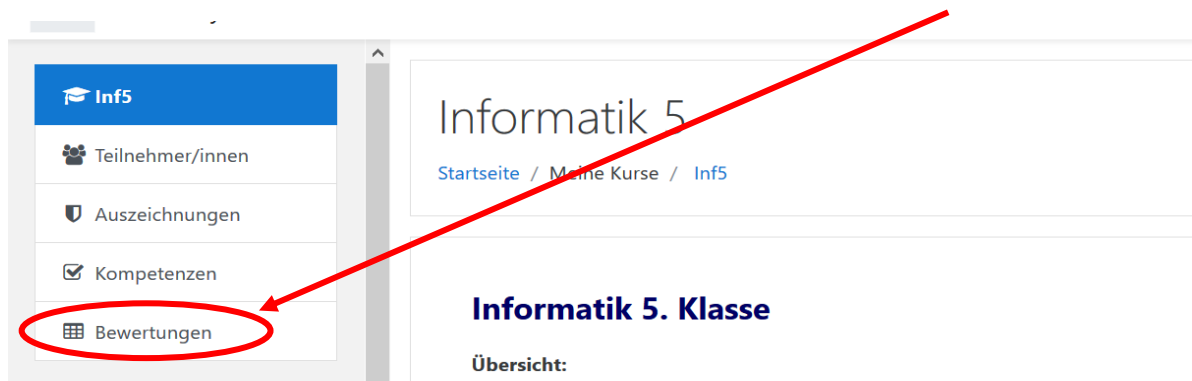 Inf5
Teilnehmer/innen
Auszeichnungen
Kompetenzen
Bewertungen
Informatik 5
Startseite / Meine Kurse / Inf5
Informatik 5. Klasse
Übersicht: